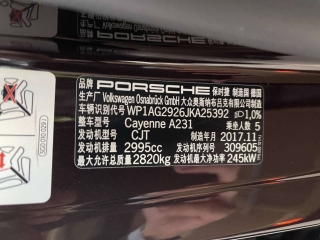 品牌 PORSCHE 保时捷 制造国 德国
生产厂 Volkswagen Osnabrück GmbH 大众奥斯纳布吕克有限公司
车辆识别代号 WP1AG2926JKA25392 1,0%
整车型号 Cayenne A231 乘坐人数 5
发动机型号 CJT 制造年月 2017.11
发动机排量 2995cc 发动机序列号 309605
最大允许总质量 2820kg 发动机最大净功率 245kW